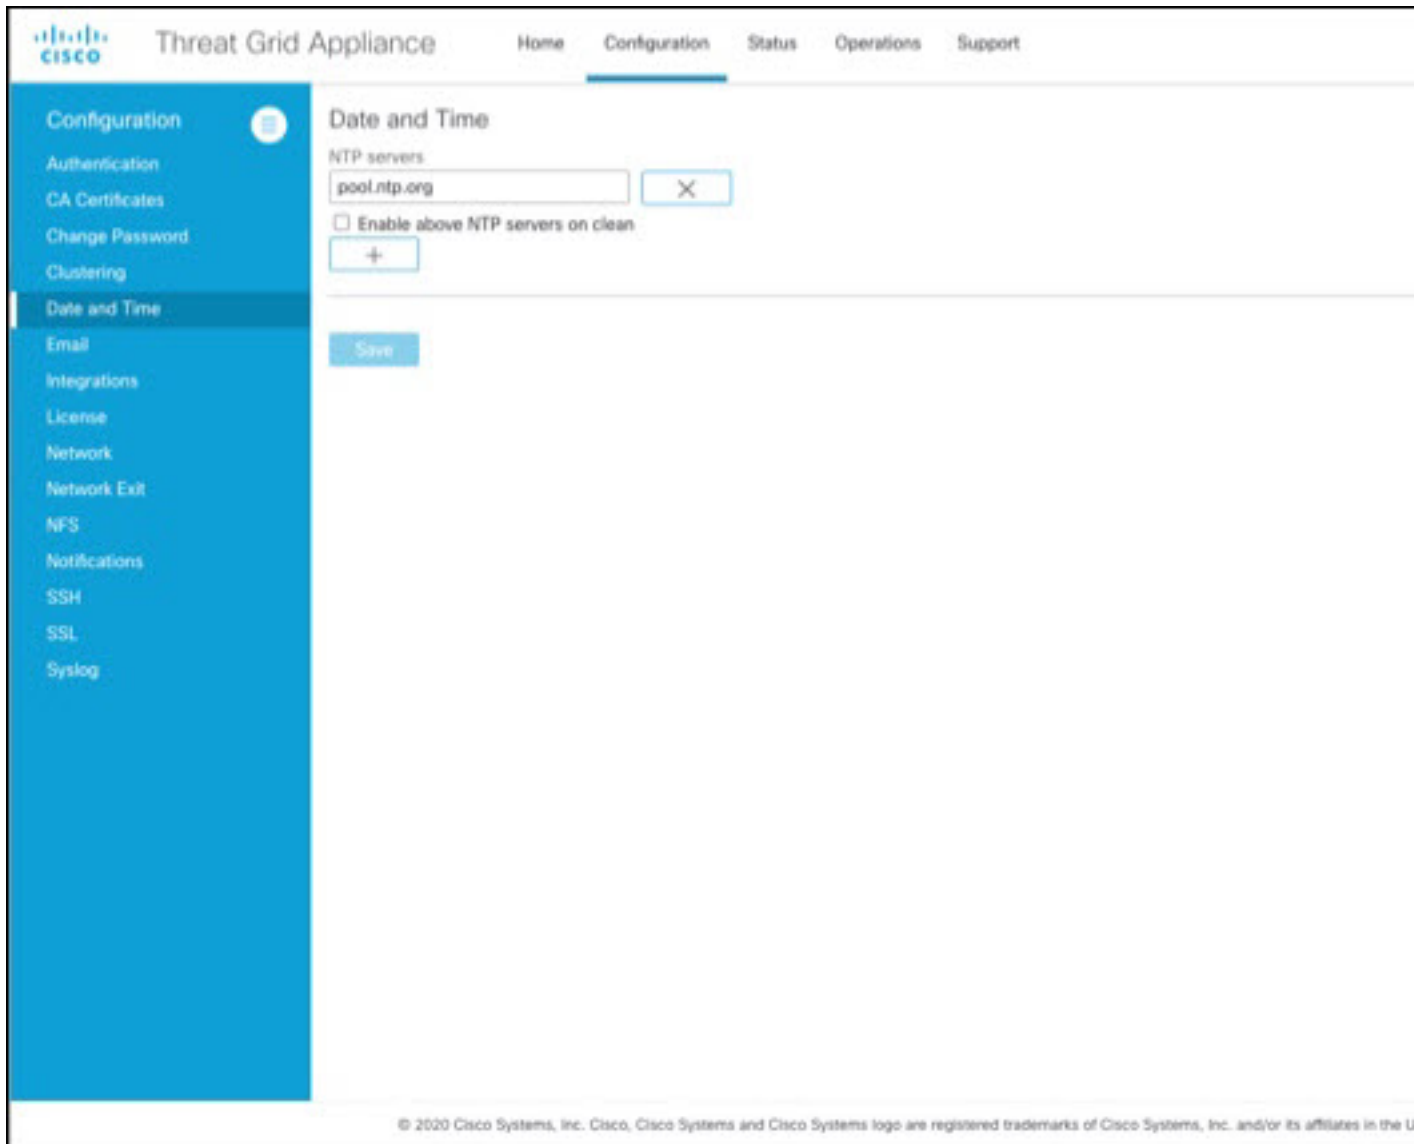 CISCO
Threat Grid Appliance
Home
Configuration
Status
Operations
Support
Configuration
Authentication
CA Certificates
Change Password
Clustering
Date and Time
Email
Integrations
License
Network
Network Exit
NFS
Notifications
SSH
SSL
Syslog
Date and Time
NTP servers
pool.ntp.org
Enable above NTP servers on clean
Save
© 2020 Cisco Systems, Inc. Cisco, Cisco Systems and Cisco Systems logo are registered trademarks of Cisco Systems, Inc. and/or its affiliates in the U